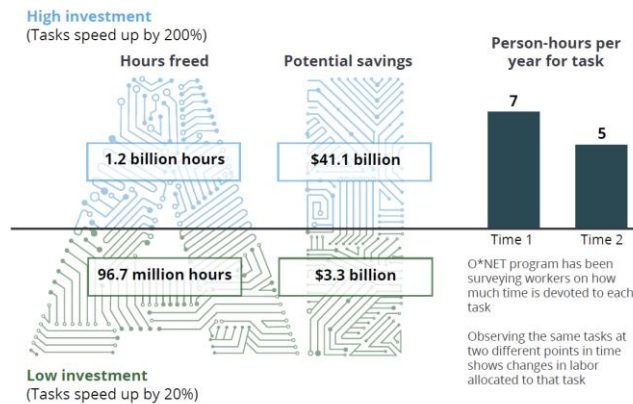 High investment
(Tasks speed up by 200%)
Hours freed
Potential savings
1.2 billion hours
$41.1 billion
96.7 million hours
$3.3 billion
Low investment
(Tasks speed up by 20%)
Person-hours per
year for task
7
5
Time 1
Time 2
O*NET program has been
surveying workers on how
much time is devoted to each
task
Observing the same tasks at
two different points in time
shows changes in labor
allocated to that task